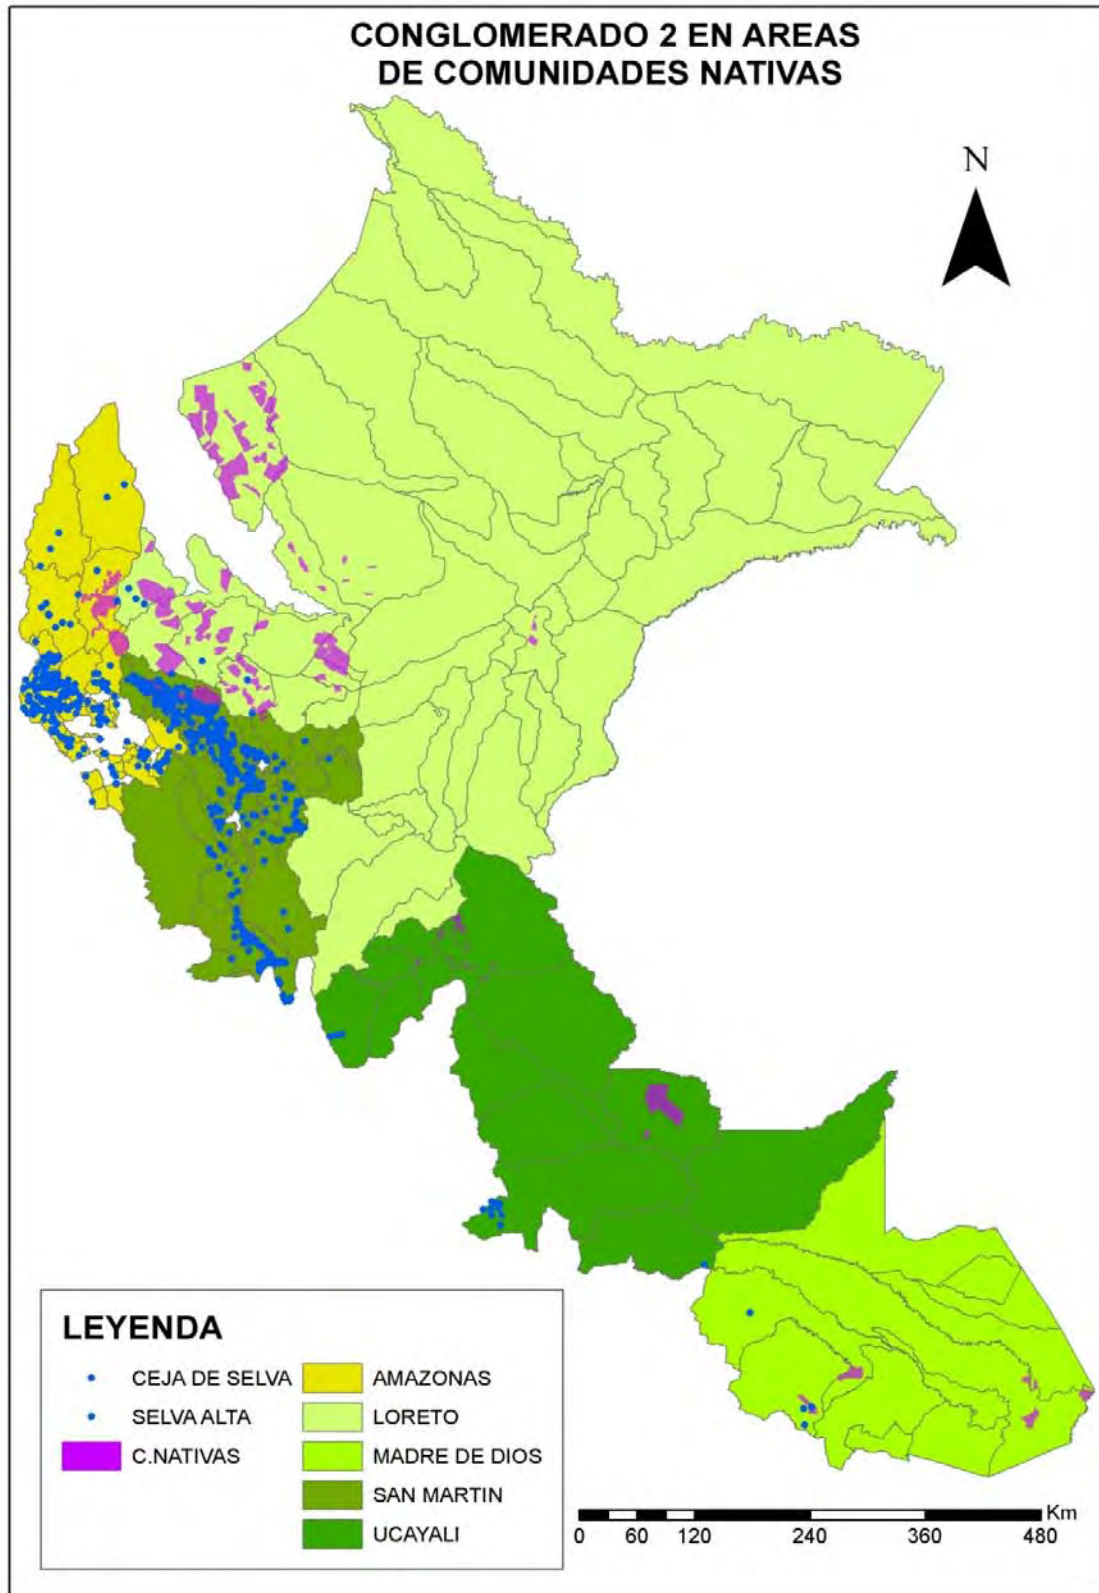 CONGLOMERADO 2 EN AREAS
DE COMUNIDADES NATIVAS
N
LEYENDA
CEJA DE SELVA
SELVA ALTA
C.NATIVAS
AMAZONAS
LORETO
MADRE DE DIOS
SAN MARTIN
UCAYALI
Km
0 60 120 240 360 480